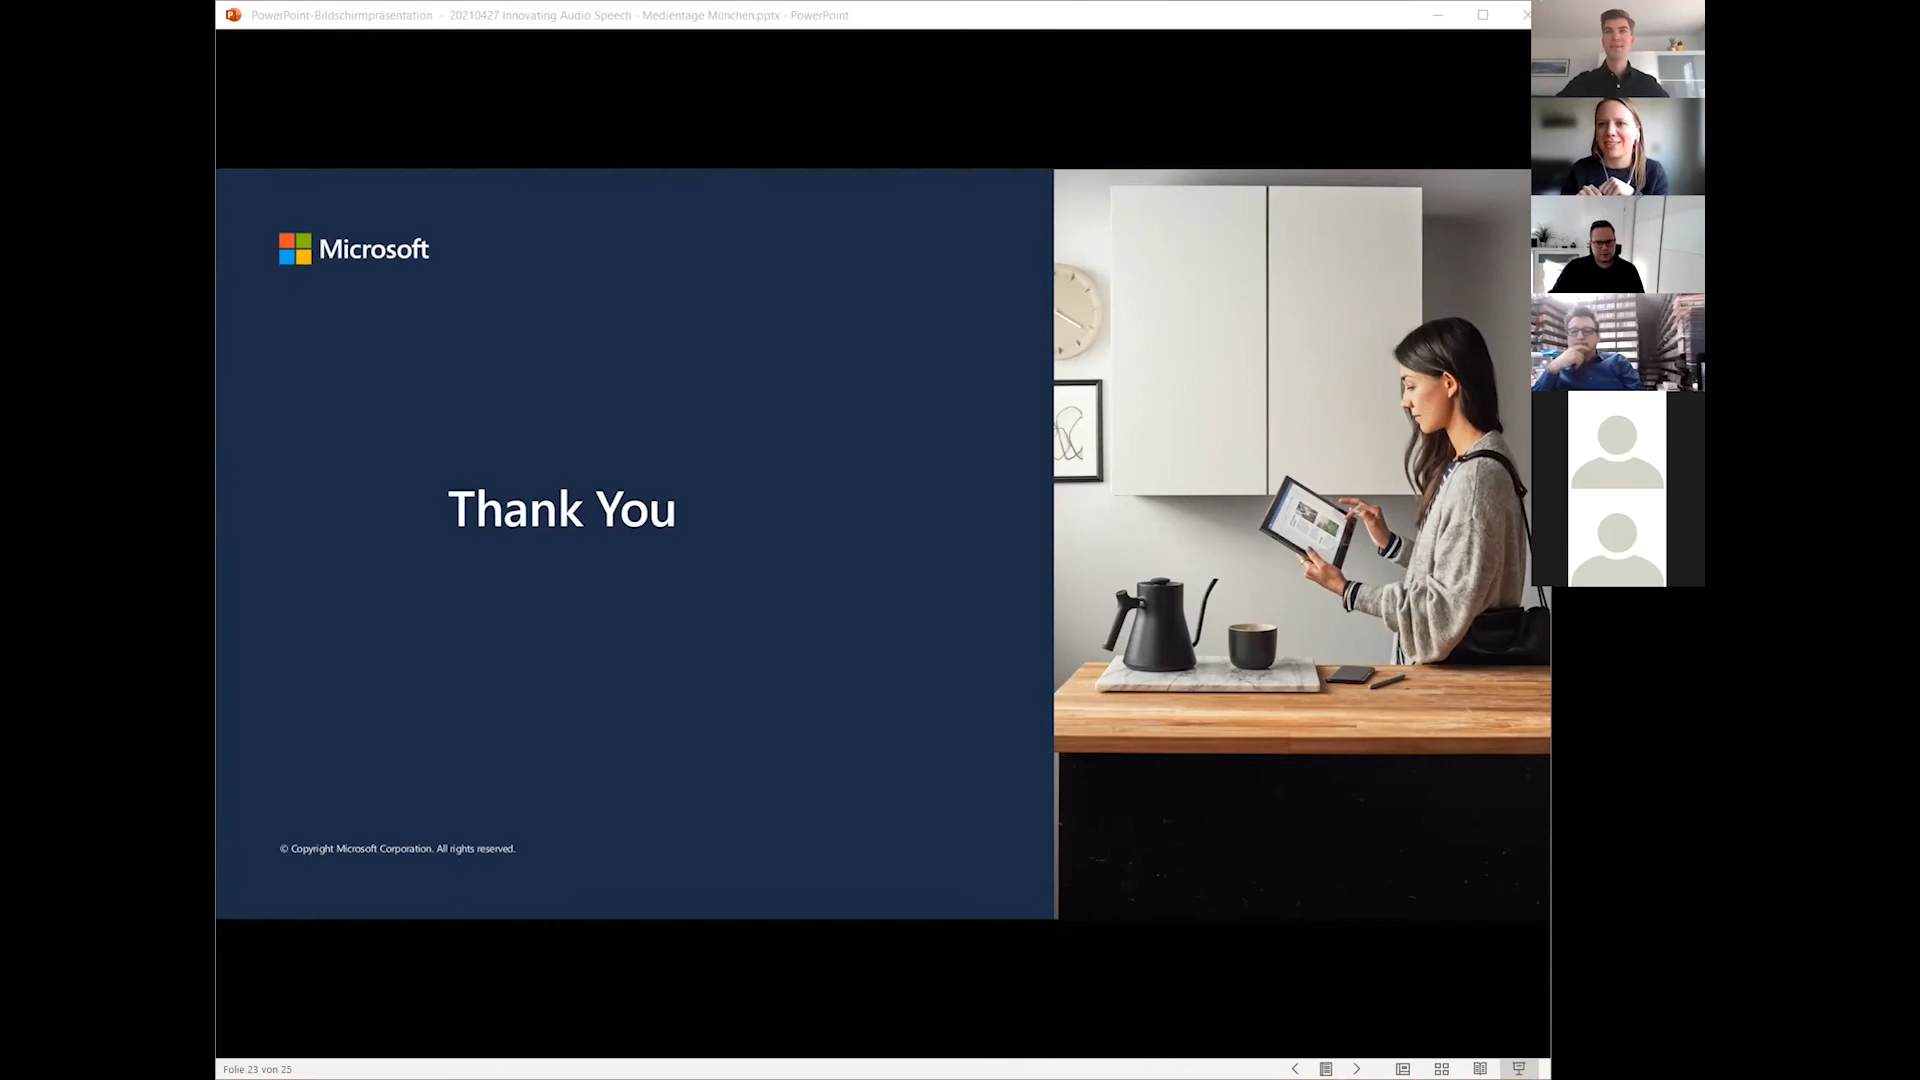 PowerPoint-Bildschirmpräsentation - 20210427 Innovating Audio Speech - Medientage München.pptx - PowerPoint
Microsoft
Thank You
© Copyright Microsoft Corporation. All rights reserved.
Folie 23 von 25